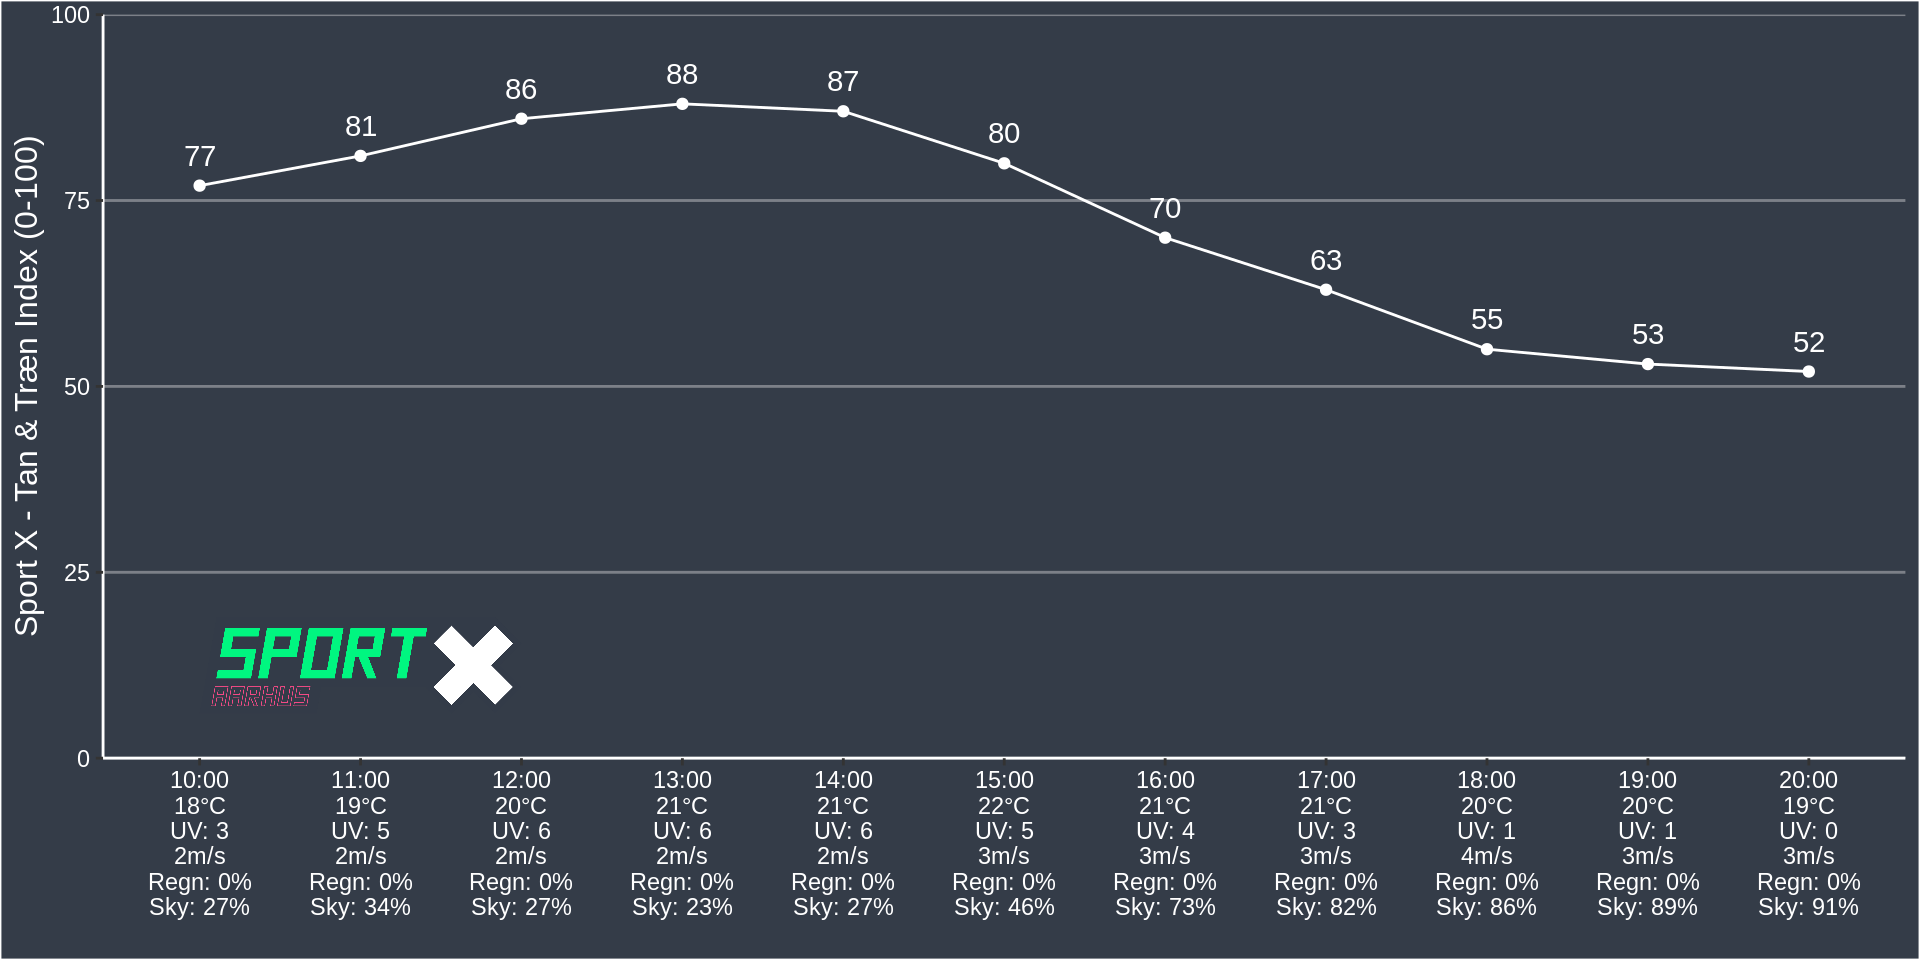 Sport X - Tan & Træn Index (0-100)
100
75
50
25
0
77
81
86
88
87
80
70
63
55
53
52
SPORT X
AARHUS
10:00 11:00 12:00 13:00 14:00 15:00 16:00 17:00 18:00 19:00 20:00
18°C 19°C 20°C 21°C 21°C 22°C 21°C 21°C 20°C 20°C 19°C
UV: 3 UV: 5 UV: 6 UV: 6 UV: 6 UV: 5 UV: 4 UV: 3 UV: 1 UV: 1 UV: 0
2m/s 2m/s 2m/s 2m/s 2m/s 3m/s 3m/s 3m/s 4m/s 3m/s 3m/s
Regn: 0% Regn: 0% Regn: 0% Regn: 0% Regn: 0% Regn: 0% Regn: 0% Regn: 0% Regn: 0% Regn: 0% Regn: 0%
Sky: 27% Sky: 34% Sky: 27% Sky: 23% Sky: 27% Sky: 46% Sky: 73% Sky: 82% Sky: 86% Sky: 89% Sky: 91%